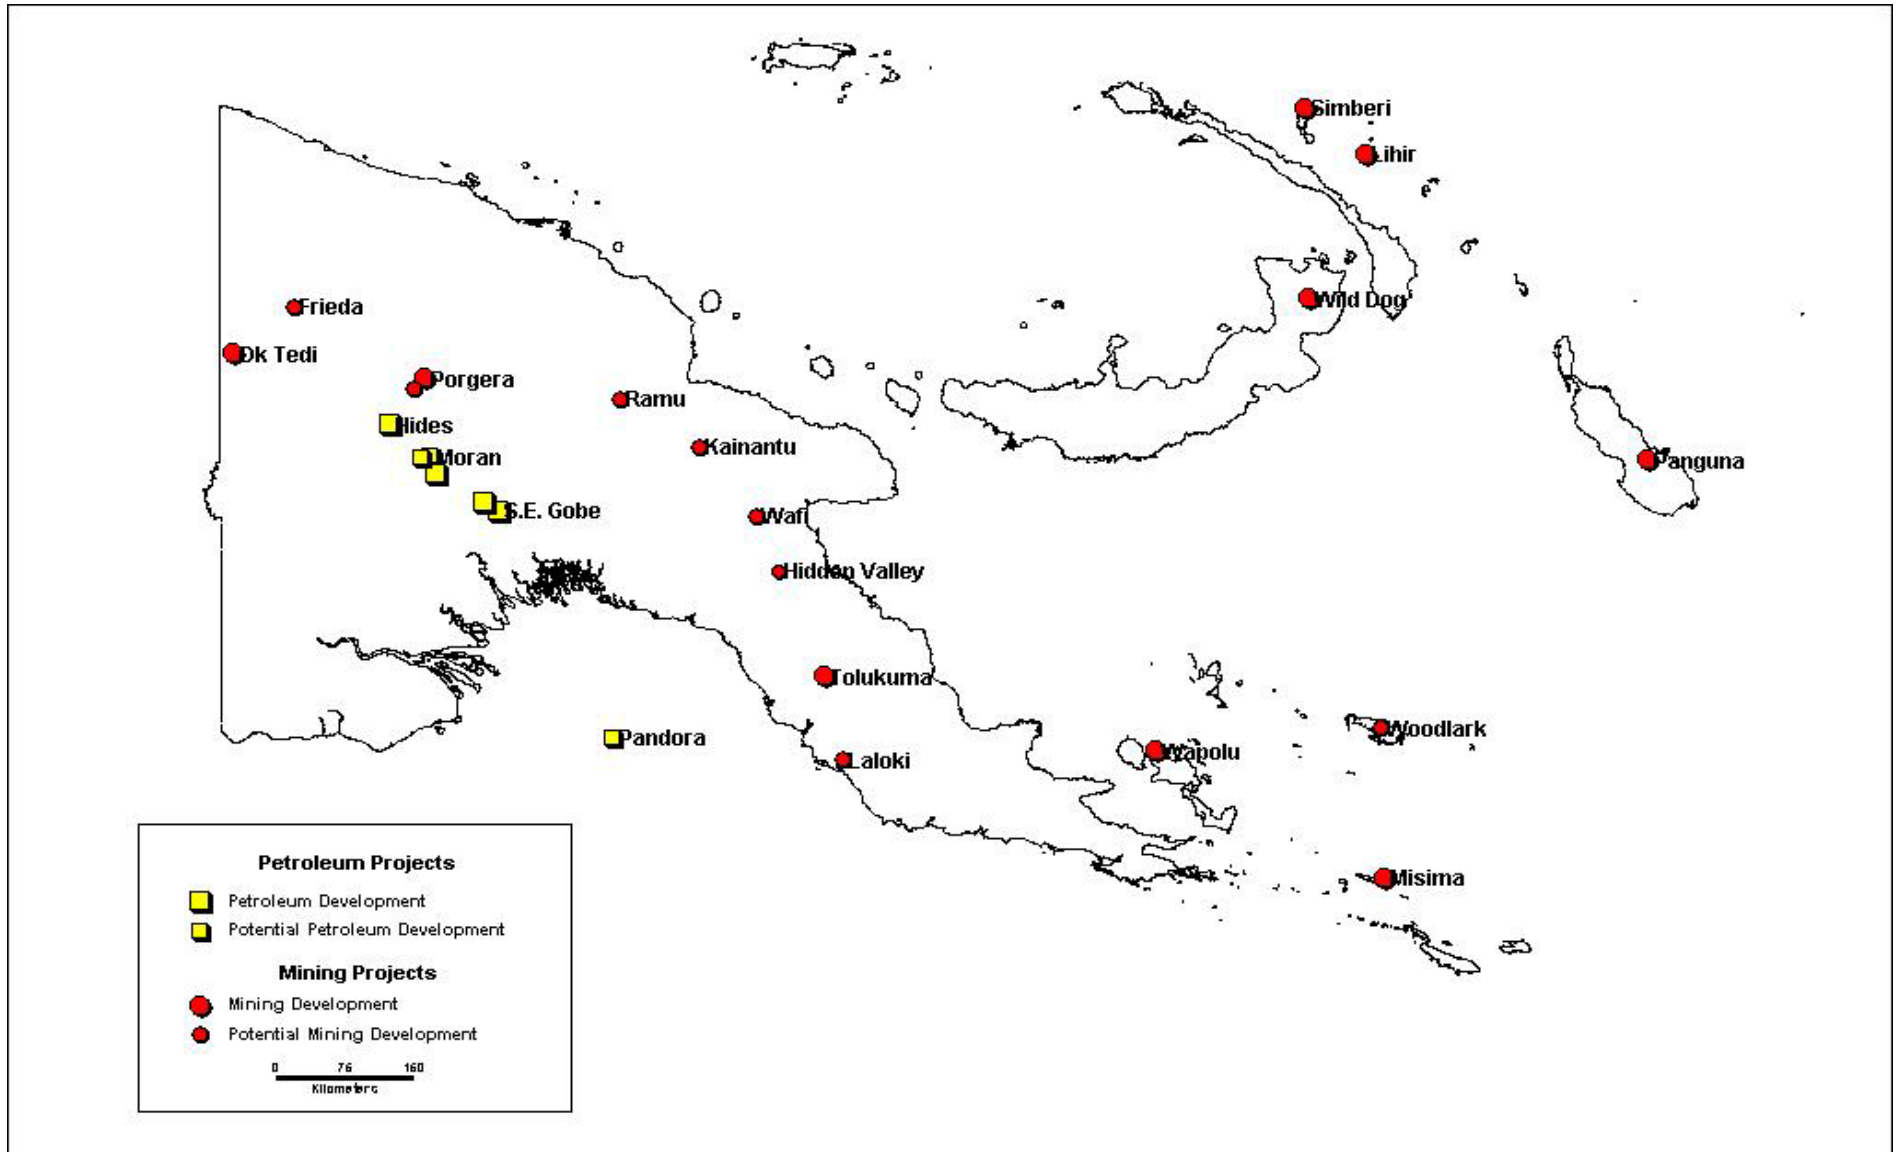 Simberi
Lihir
Wild Dog
Frieda
Ok Tedi
Porgera
Ramu
Hides
Moran
Kainantu
Panguna
S.E. Gobe
Wafi
Hidden Valley
Tolukuma
Pandora
Laloki
Wapolu
Woodlark
Misima
Petroleum Projects
Petroleum Development
Potential Petroleum Development
Mining Projects
Mining Development
Potential Mining Development
0 76 160
Kilometers